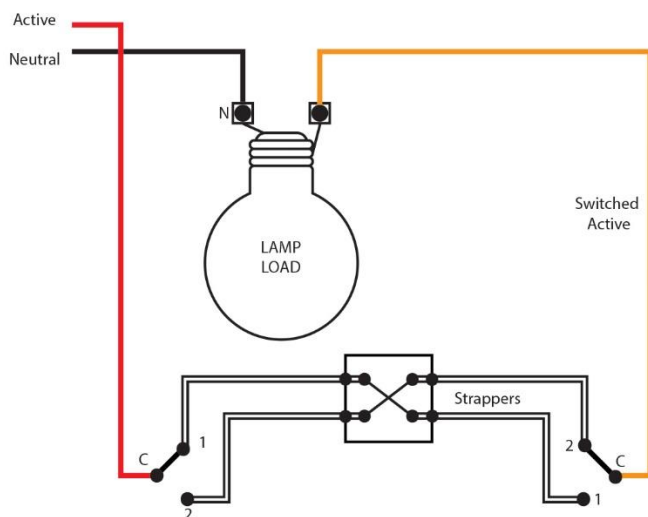 Active
Neutral
N
LAMP
LOAD
Switched
Active
Strappers
1
2
C
C
2
1